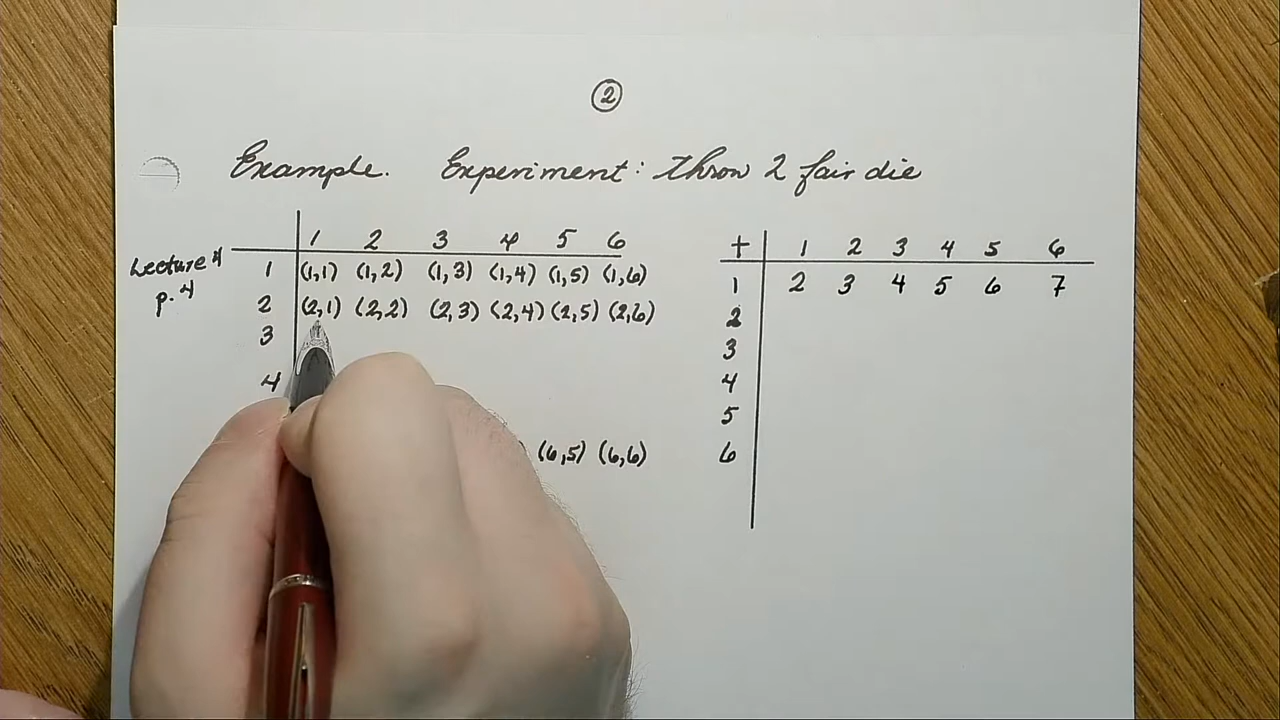 ②
Example. Experiment: throw 2 fair die
Lecture 4
p. 4
1 2 3 4 5 6
1 (1,1) (1,2) (1,3) (1,4) (1,5) (1,6)
2 (2,1) (2,2) (2,3) (2,4) (2,5) (2,6)
3
4
) (6,5) (6,6)
+ 1 2 3 4 5 6
1 2 3 4 5 6 7
2
3
4
5
6